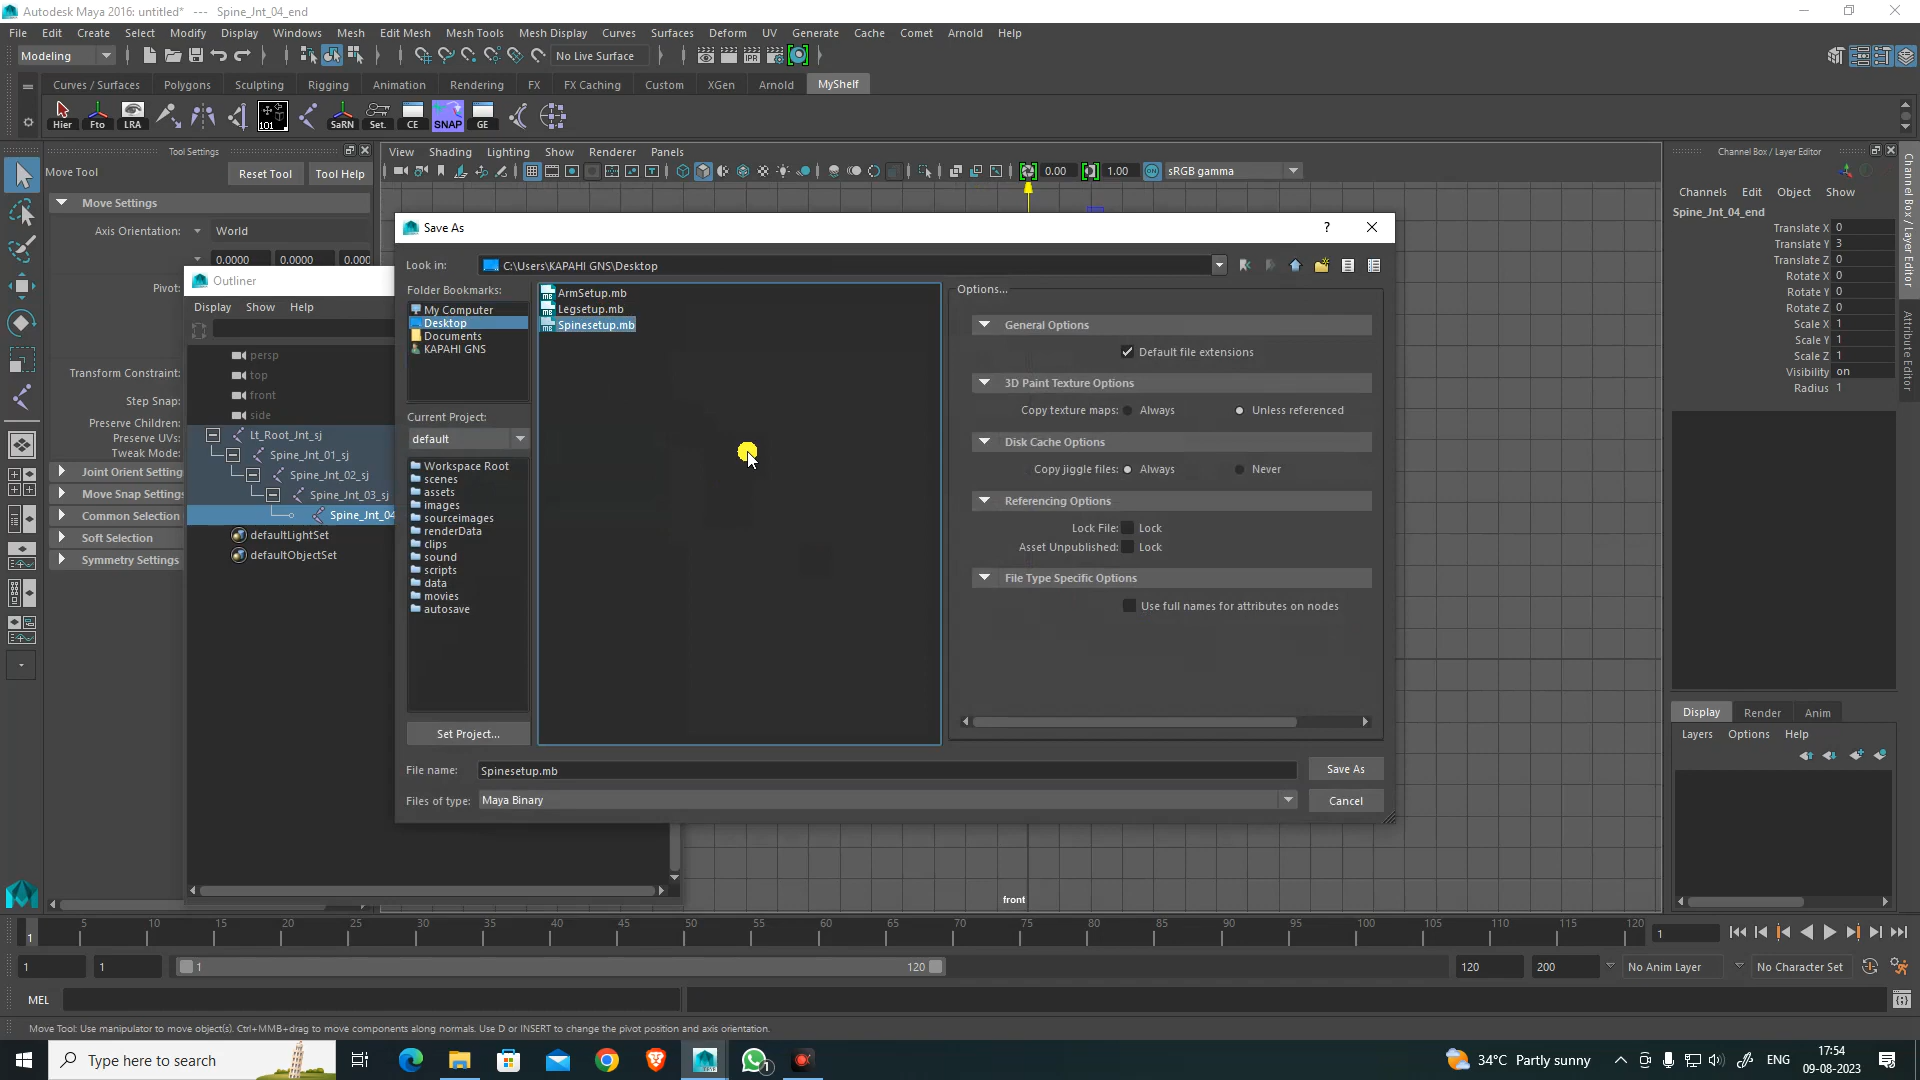 Autodesk Maya 2016: untitled*   ---   Spine_Jnt_04_end
File Edit Create Select Modify Display Windows Mesh Edit Mesh Mesh Tools Mesh Display Curves Surfaces Deform UV Generate Cache Comet Arnold Help
Modeling No Live Surface
Curves / Surfaces Polygons Sculpting Rigging Animation Rendering FX FX Caching Custom XGen Arnold MyShelf
Hier Fto LRA 101 SaRN Set. CE SNAP GE
Tool Settings
Move Tool Reset Tool Tool Help
Move Settings
Axis Orientation: World
0.0000 0.0000 0.000
Pivot:
Transform Constraint:
Step Snap:
Preserve Children:
Preserve UVs:
Tweak Mode:
Joint Orient Setting
Move Snap Settings
Common Selection
Soft Selection
Symmetry Settings
View Shading Lighting Show Renderer Panels
0.00 1.00 sRGB gamma
Outliner
Display Show Help
persp
top
front
side
Lt_Root_Jnt_sj
Spine_Jnt_01_sj
Spine_Jnt_02_sj
Spine_Jnt_03_sj
Spine_Jnt_04
defaultLightSet
defaultObjectSet
Save As ?
Look in: C:\Users\KAPAHI GNS\Desktop
Folder Bookmarks:
My Computer
Desktop
Documents
KAPAHI GNS
Current Project:
default
Workspace Root
scenes
assets
images
sourceimages
renderData
clips
sound
scripts
data
movies
autosave
Set Project...
ArmSetup.mb
Legsetup.mb
Spinesetup.mb
Options...
General Options
Default file extensions
3D Paint Texture Options
Copy texture maps: Always Unless referenced
Disk Cache Options
Copy jiggle files: Always Never
Referencing Options
Lock File: Lock
Asset Unpublished: Lock
File Type Specific Options
Use full names for attributes on nodes
File name: Spinesetup.mb Save As
Files of type: Maya Binary Cancel
front
Channel Box / Layer Editor
Channels Edit Object Show
Spine_Jnt_04_end
Translate X 0
Translate Y 3
Translate Z 0
Rotate X 0
Rotate Y 0
Rotate Z 0
Scale X 1
Scale Y 1
Scale Z 1
Visibility on
Radius 1
Channel Box / Layer Editor
Attribute Editor
Display Render Anim
Layers Options Help
1 5 10 15 20 25 30 35 40 45 50 55 60 65 70 75 80 85 90 95 100 105 110 115 120 1
1 1 1 120 120 200 No Anim Layer No Character Set
MEL
Move Tool: Use manipulator to move object(s). Ctrl+MMB+drag to move components along normals. Use D or INSERT to change the pivot position and axis orientation.
Type here to search 1 34°C Partly sunny ENG 17:54
09-08-2023